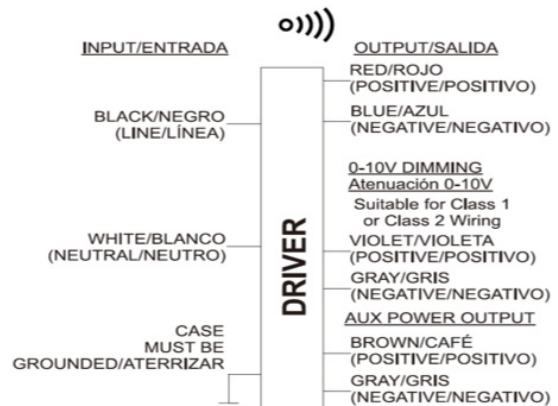 INPUT/ENTRADA
BLACK/NEGRO
(LINE/LÍNEA)
WHITE/BLANCO
(NEUTRAL/NEUTRO)
CASE
MUST BE
GROUNDED/ATERRIZAR
DRIVER
OUTPUT/SALIDA
RED/ROJO
(POSITIVE/POSITIVO)
BLUE/AZUL
(NEGATIVE/NEGATIVO)
0-10V DIMMING
Atenuación 0-10V
Suitable for Class 1
or Class 2 Wiring
VIOLET/VIOLETA
(POSITIVE/POSITIVO)
GRAY/GRIS
(NEGATIVE/NEGATIVO)
AUX POWER OUTPUT
BROWN/CAFÉ
(POSITIVE/POSITIVO)
GRAY/GRIS
(NEGATIVE/NEGATIVO)